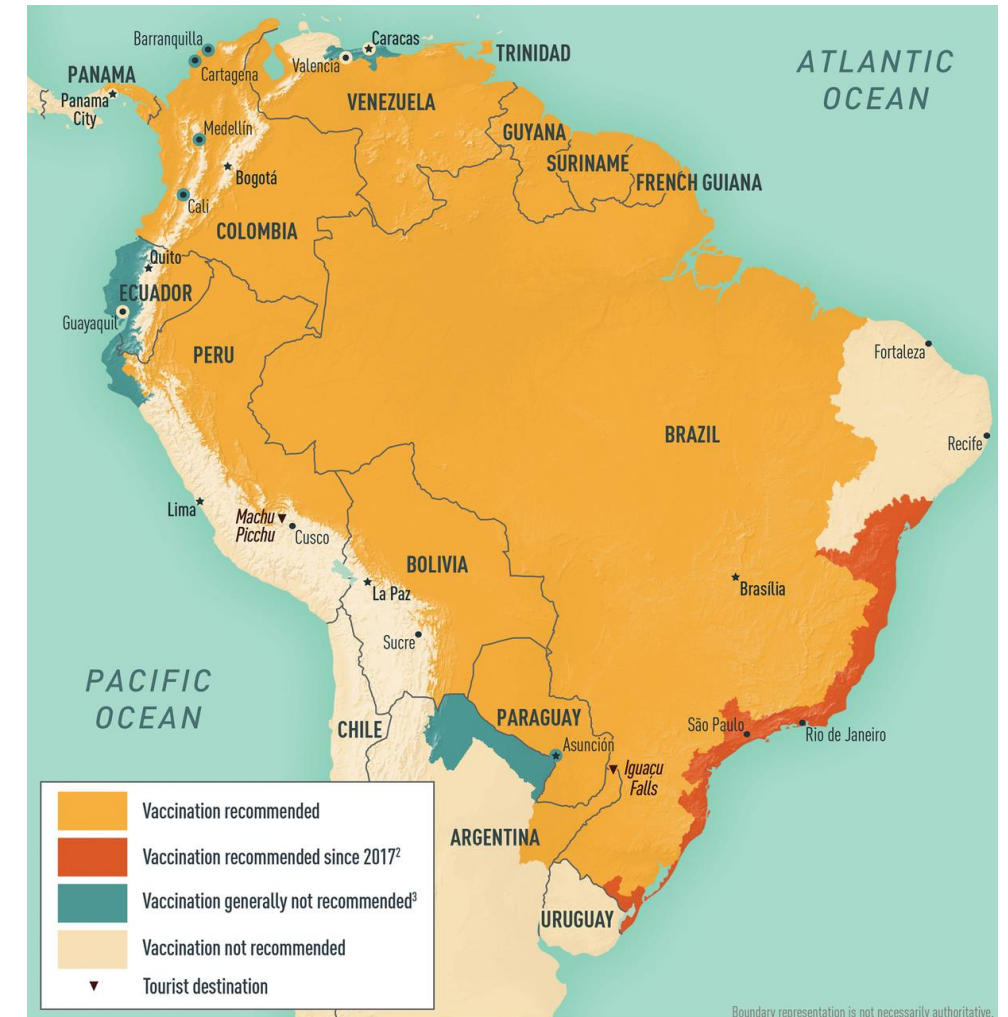 Barranquilla
Caracas
Valencia
TRINIDAD
ATLANTIC
OCEAN
PANAMA
Cartagena
Panama
City
VENEZUELA
Medellín
GUYANA
SURINAME
FRENCH GUIANA
Bogotá
Cali
COLOMBIA
Quito
ECUADOR
Guayaquil
PERU
Fortaleza
BRAZIL
Recife
Lima
Machu
Picchu
Cusco
BOLIVIA
La Paz
Brasília
Sucre
PACIFIC
OCEAN
CHILE
PARAGUAY
São Paulo
Rio de Janeiro
Asunción
Iguaçu
Falls
ARGENTINA
URUGUAY
Vaccination recommended
Vaccination recommended since 2017²
Vaccination generally not recommended³
Vaccination not recommended
Tourist destination
Boundary representation is not necessarily authoritative.